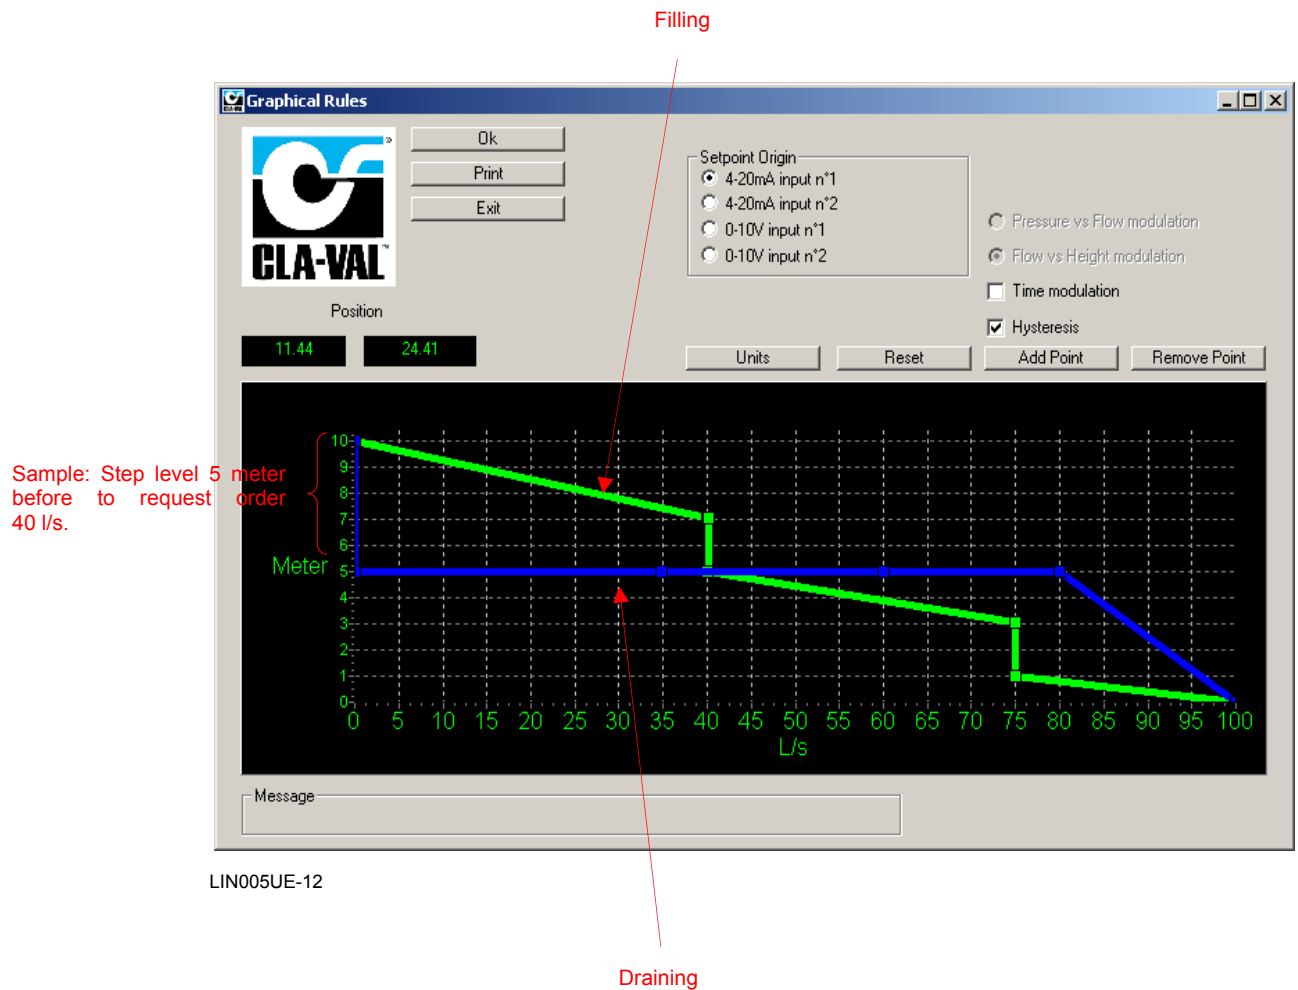 Filling
Graphical Rules
®
CLA-VAL™
Ok
Print
Exit
Setpoint Origin
4-20mA input n°1
4-20mA input n°2
0-10V input n°1
0-10V input n°2
Pressure vs Flow modulation
Flow vs Height modulation
Time modulation
Hysteresis
Position
11.44 24.41
Units Reset Add Point Remove Point
Sample: Step level 5 meter
before to request order
40 l/s.
10
9
8
7
6
Meter 5
4
3
2
1
0
0 5 10 15 20 25 30 35 40 45 50 55 60 65 70 75 80 85 90 95 100
L/s
Message
LIN005UE-12
Draining